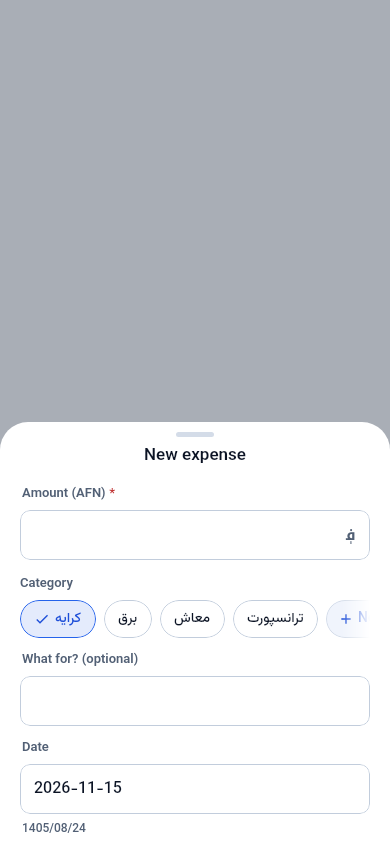 New expense
Amount (AFN) *
؋
Category
کرایه برق معاش ترانسپورت + N
What for? (optional)
Date
2026-11-15
1405/08/24